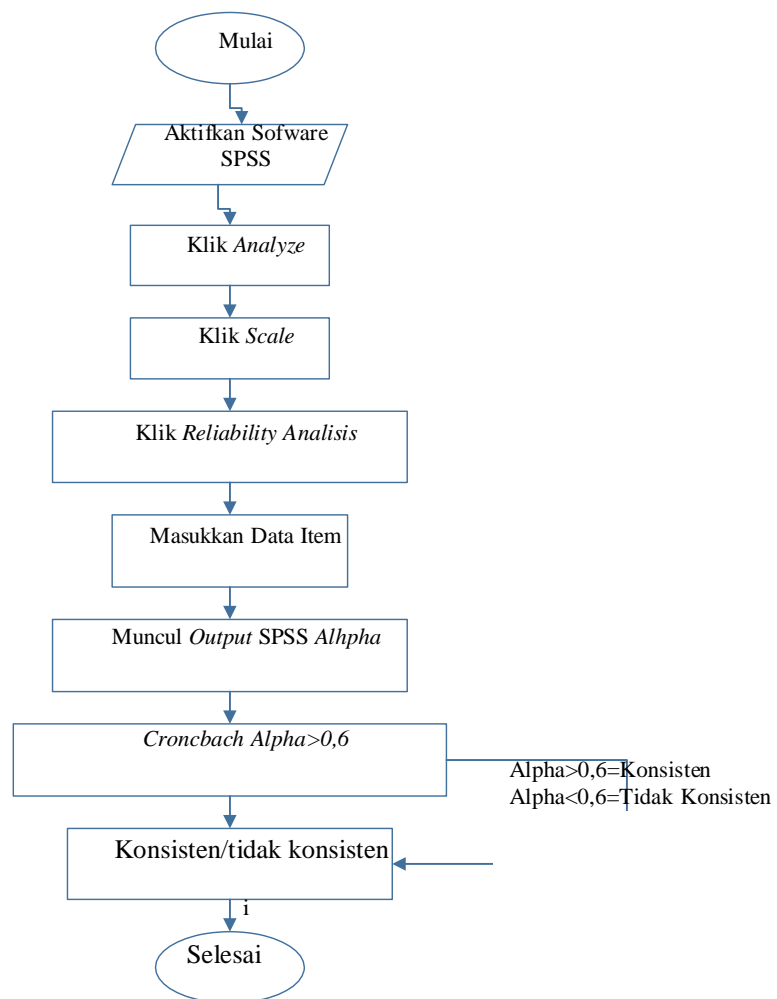 Mulai
Aktifkan Sofware
SPSS
Klik Analyze
Klik Scale
Klik Reliability Analisis
Masukkan Data Item
Muncul Output SPSS Alhpha
Croncbach Alpha>0,6
Alpha>0,6=Konsisten
Alpha<0,6=Tidak Konsisten
Konsisten/tidak konsisten
i
Selesai